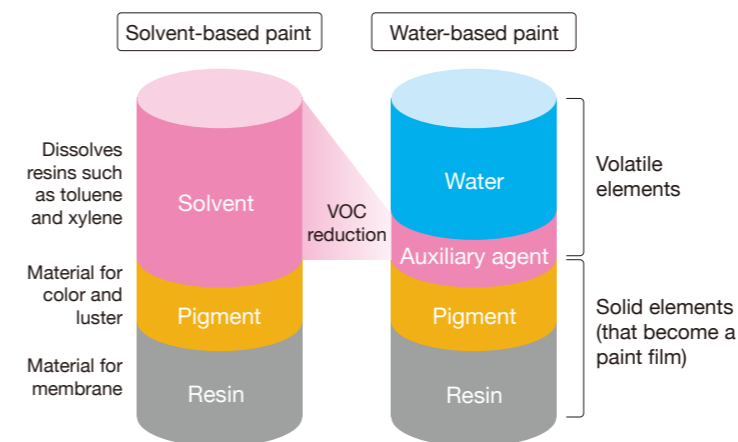 Solvent-based paint
Water-based paint
Dissolves
resins such
as toluene
and xylene
Solvent
VOC
reduction
Water
Auxiliary agent
Volatile
elements
Material for
color and
luster
Pigment
Pigment
Solid elements
(that become a
paint film)
Material for
membrane
Resin
Resin